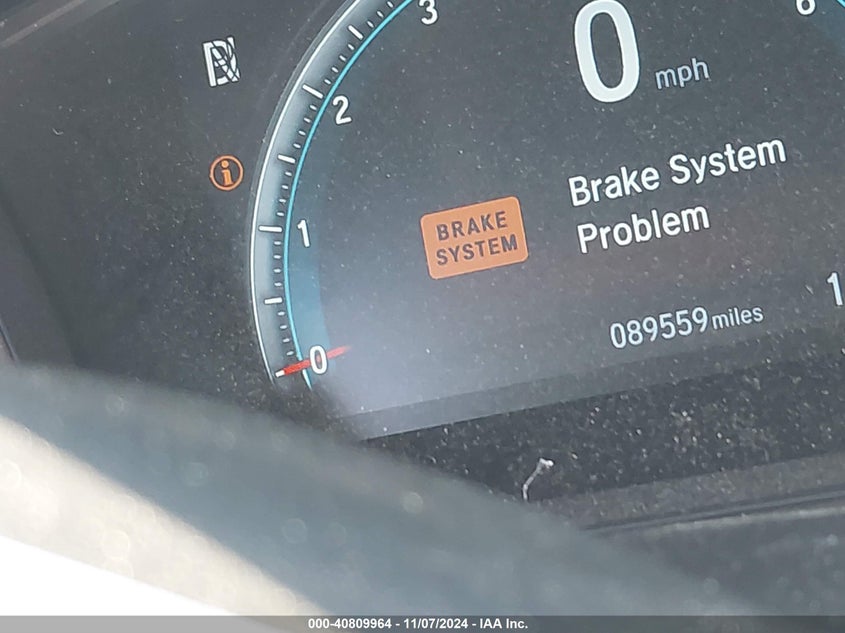 3
6
0 mph
2
Brake System
Problem
BRAKE
SYSTEM
1
089559 miles
1
0
000-40809964 - 11/07/2024 - IAA Inc.